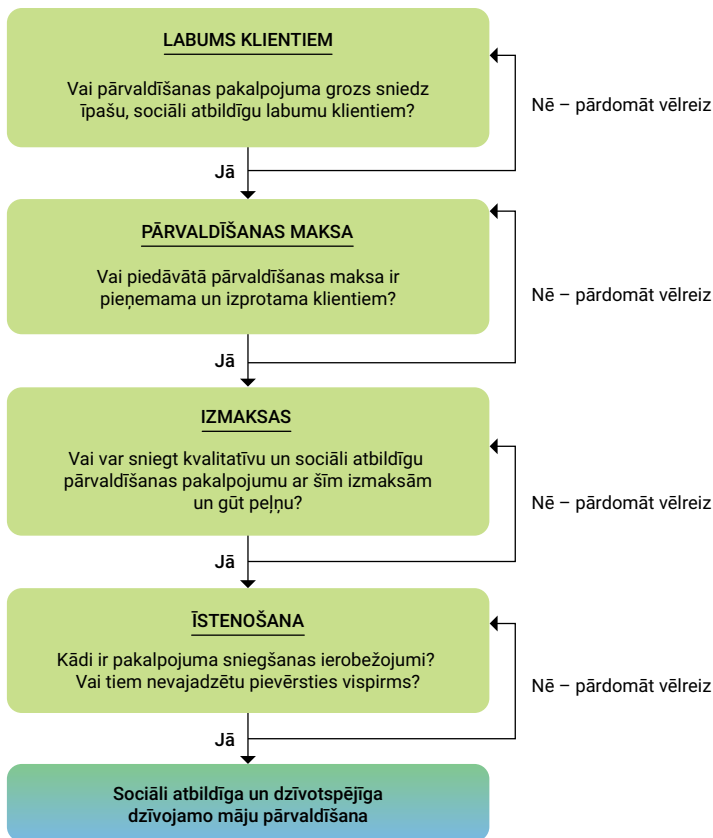 LABUMS KLIENTIEM
Vai pārvaldīšanas pakalpojuma grozs sniedz
īpašu, sociāli atbildīgu labumu klientiem?
Nē – pārdomāt vēlreiz
Jā
PĀRVALDĪŠANAS MAKSA
Vai piedāvātā pārvaldīšanas maksa ir
pieņemama un izprotama klientiem?
Nē – pārdomāt vēlreiz
Jā
IZMAKSAS
Vai var sniegt kvalitatīvu un sociāli atbildīgu
pārvaldīšanas pakalpojumu ar šīm izmaksām
un gūt peļņu?
Nē – pārdomāt vēlreiz
Jā
ĪSTENOŠANA
Kādi ir pakalpojuma sniegšanas ierobežojumi?
Vai tiem nevajadzētu pievērsties vispirms?
Nē – pārdomāt vēlreiz
Jā
Sociāli atbildīga un dzīvotspējīga
dzīvojamo māju pārvaldīšana